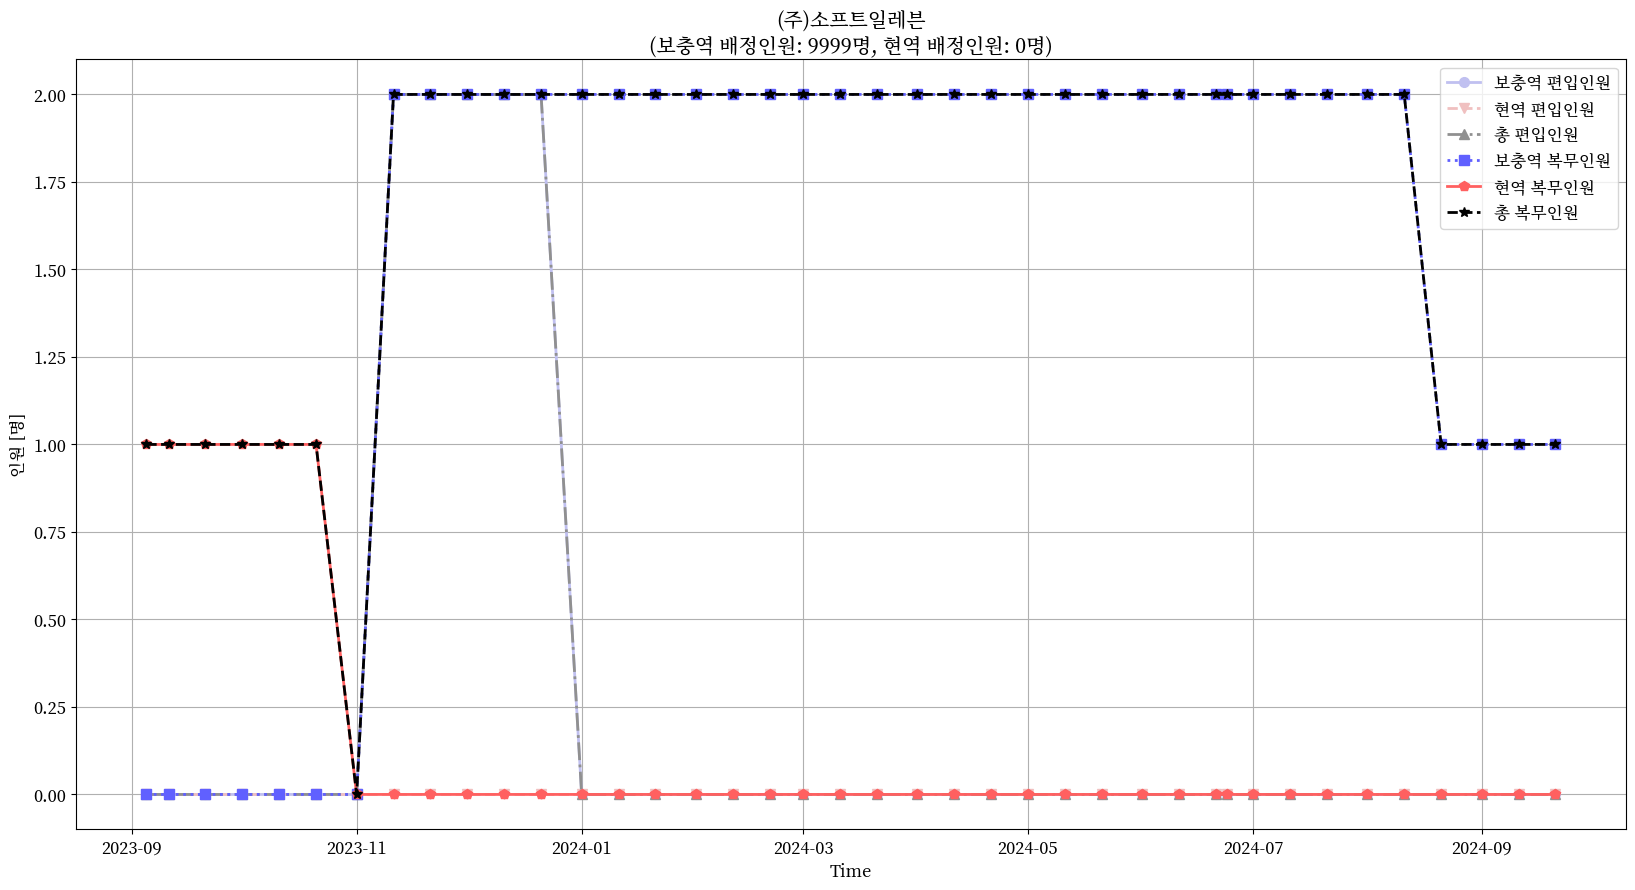 (주)소프트일레븐
(보충역 배정인원: 9999명, 현역 배정인원: 0명)
보충역 편입인원
현역 편입인원
총 편입인원
보충역 복무인원
현역 복무인원
총 복무인원
인원 [명]
2.00
1.75
1.50
1.25
1.00
0.75
0.50
0.25
0.00
2023-09 2023-11 2024-01 2024-03 2024-05 2024-07 2024-09
Time